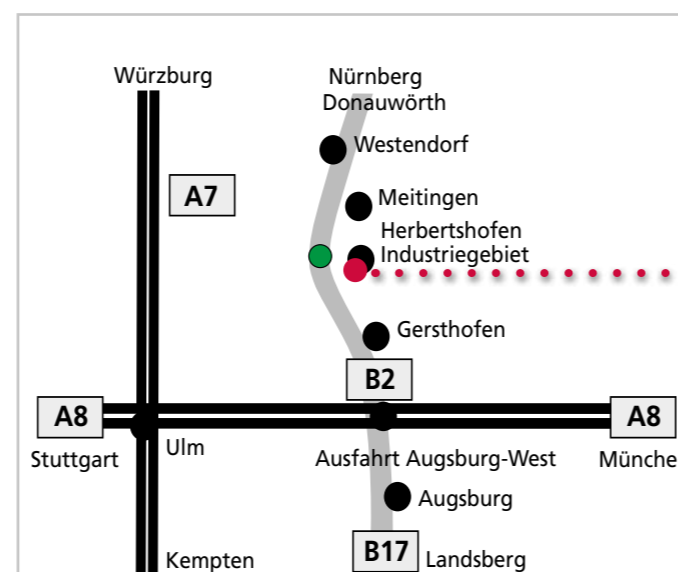 Würzburg
Nürnberg
Donauwörth
Westendorf
A7
Meitingen
Herbertshofen
Industriegebiet
Gersthofen
B2
A8
A8
Stuttgart
Ulm
Ausfahrt Augsburg-West
Münche
Augsburg
B17
Landsberg
Kempten